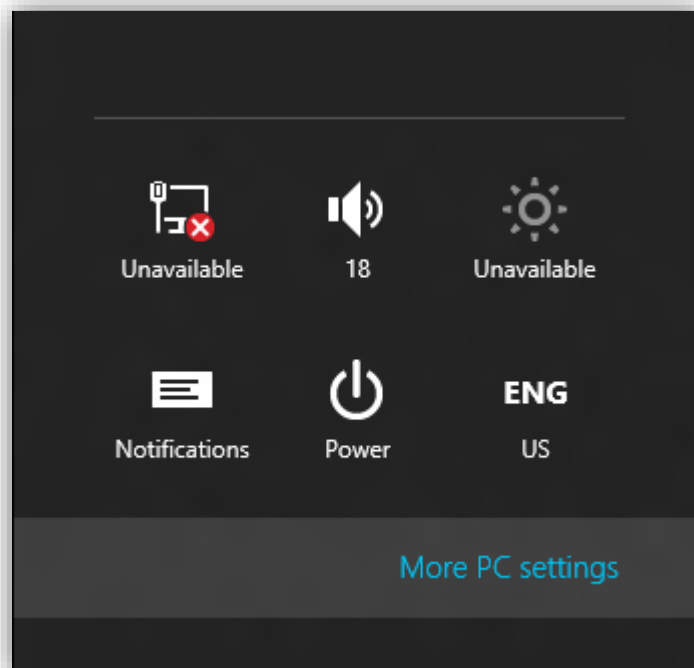 Unavailable 18 Unavailable
ENG
Notifications Power US
More PC settings